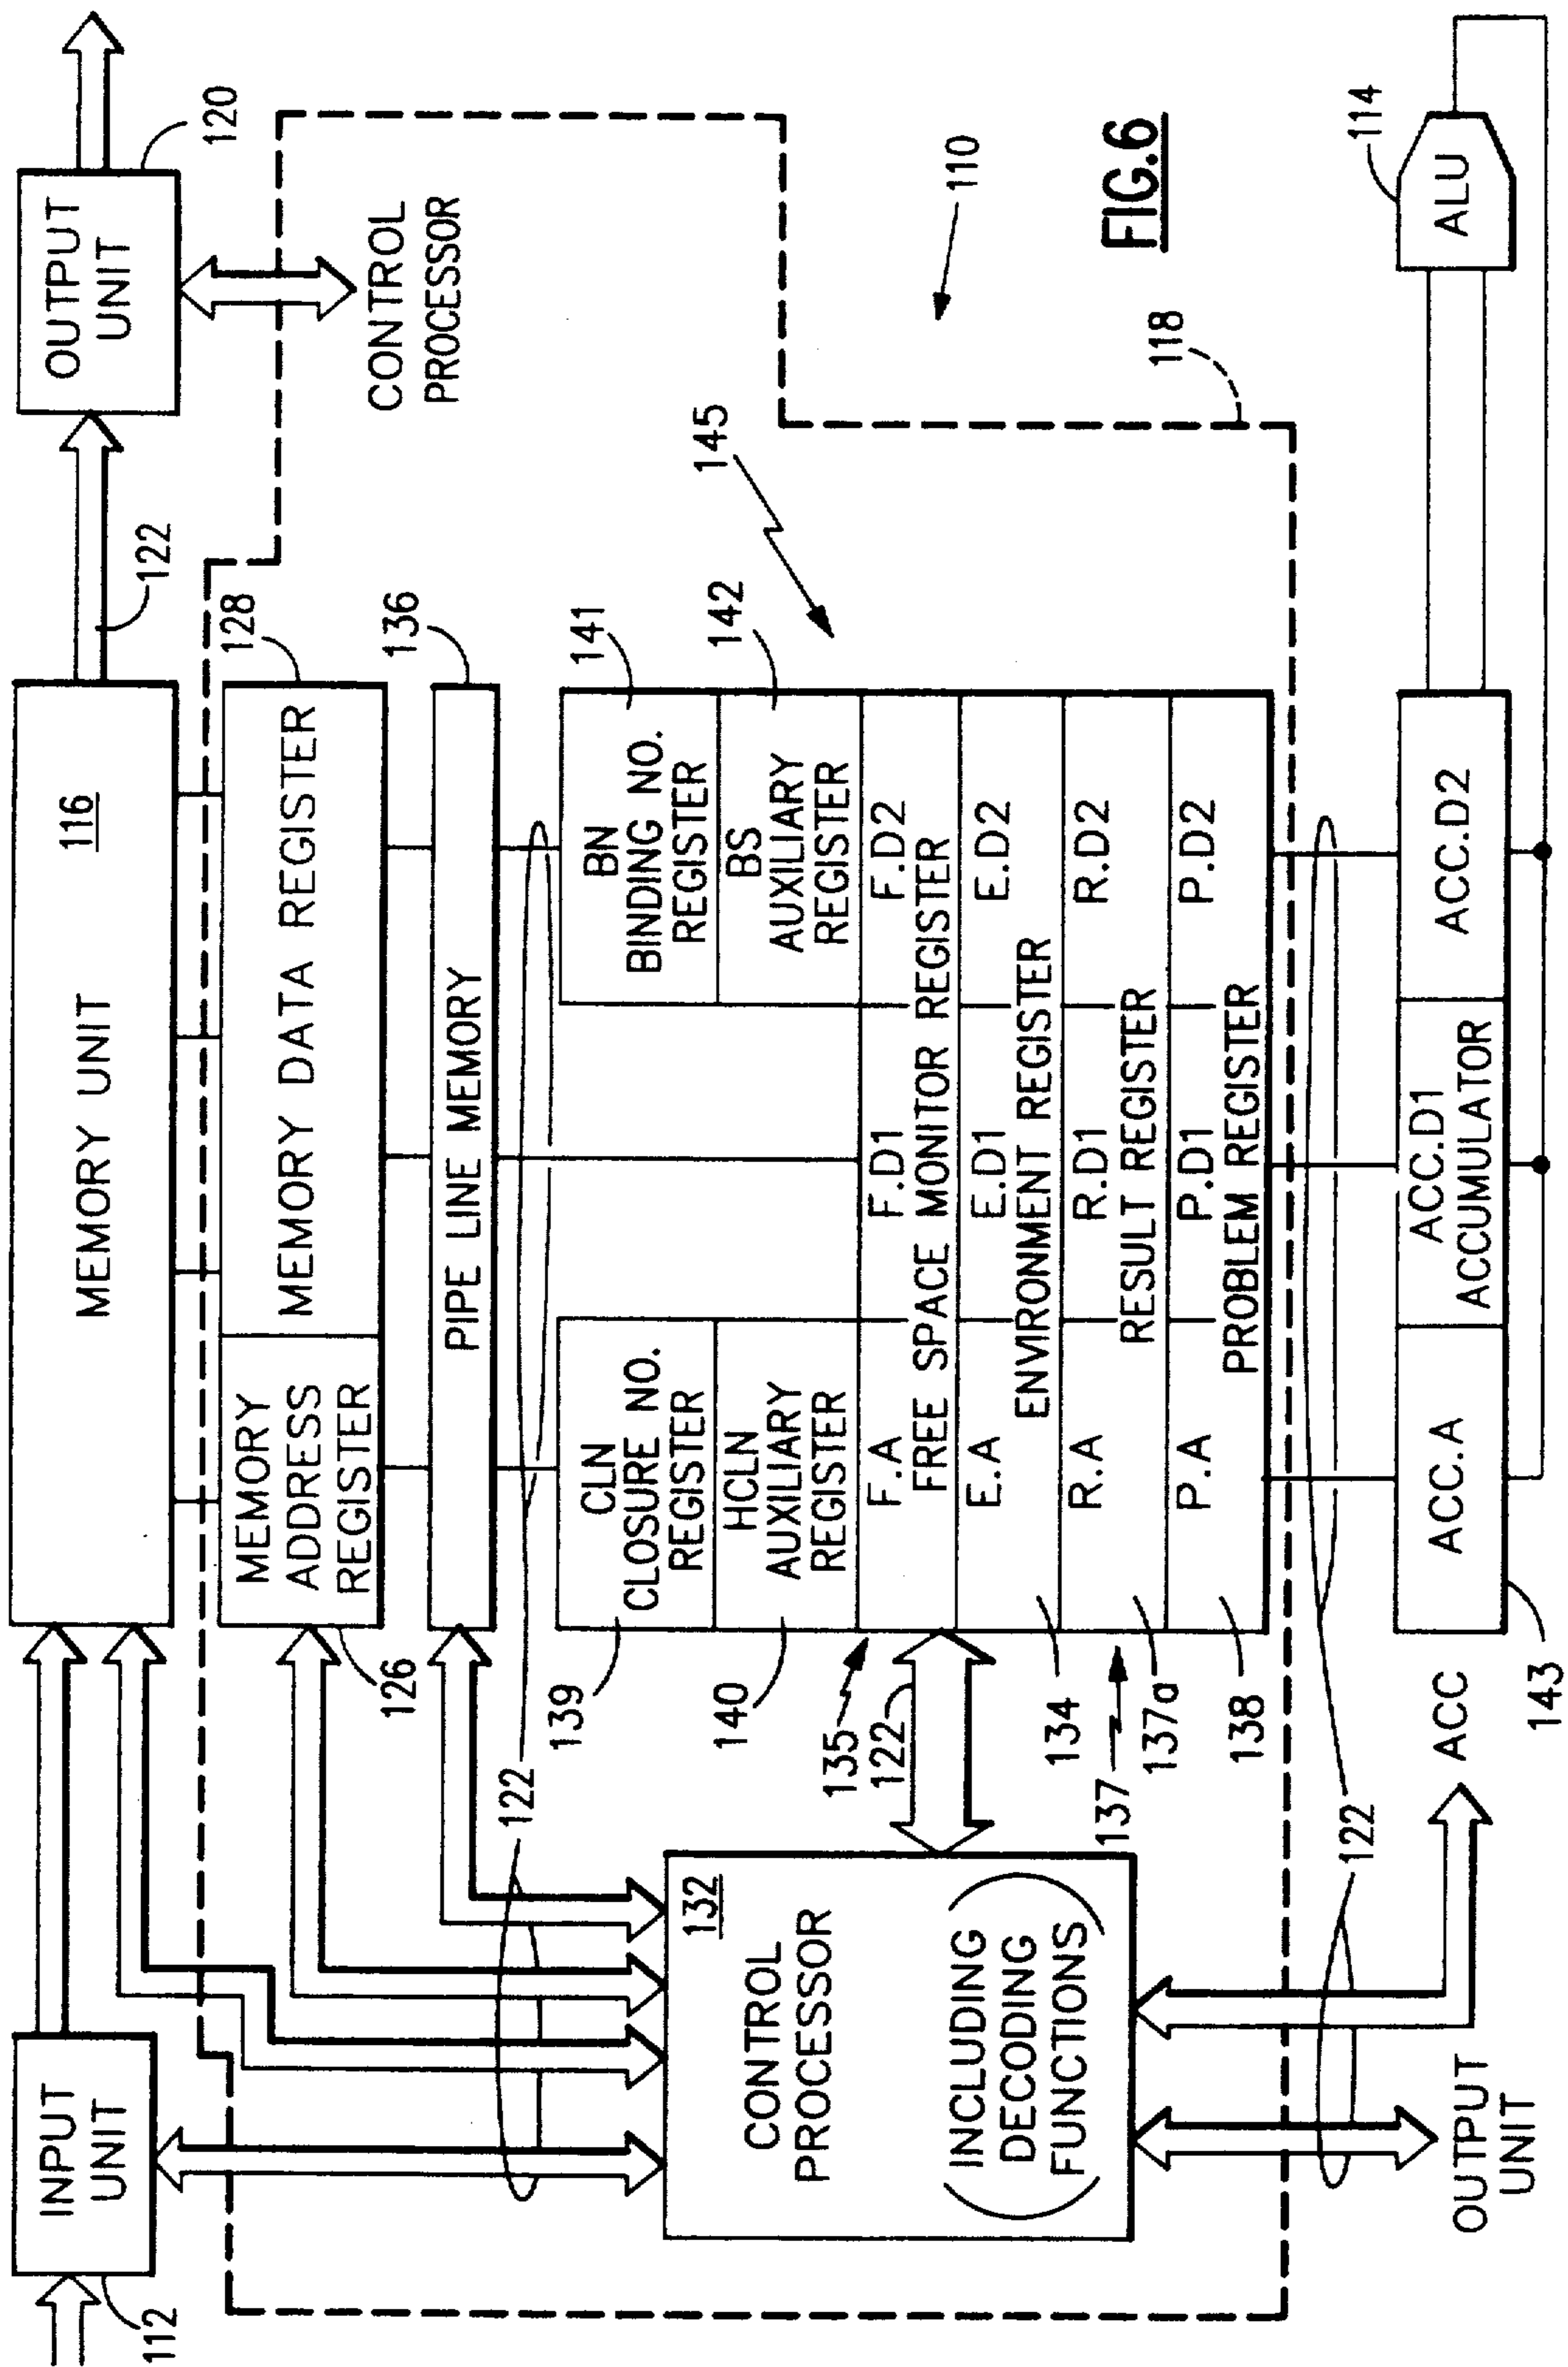 112
INPUT
UNIT
MEMORY UNIT
116
122
OUTPUT
UNIT
120
CONTROL
PROCESSOR
126
MEMORY
ADDRESS
REGISTER
MEMORY DATA REGISTER
128
PIPE LINE MEMORY
136
122
139
CLN
CLOSURE NO.
REGISTER
BN
BINDING NO.
REGISTER
141
140
HCLN
AUXILIARY
REGISTER
BS
AUXILIARY
REGISTER
142
145
135
122
F.A F.D1 F.D2
FREE SPACE MONITOR REGISTER
134
E.A E.D1 E.D2
ENVIRONMENT REGISTER
137
137a
R.A R.D1 R.D2
RESULT REGISTER
138
P.A P.D1 P.D2
PROBLEM REGISTER
132
CONTROL
PROCESSOR
(INCLUDING
DECODING
FUNCTIONS)
110
118
FIG.6
122
OUTPUT
UNIT
ACC
143
ACC.A
ACC.D1
ACCUMULATOR
ACC.D2
ALU
114